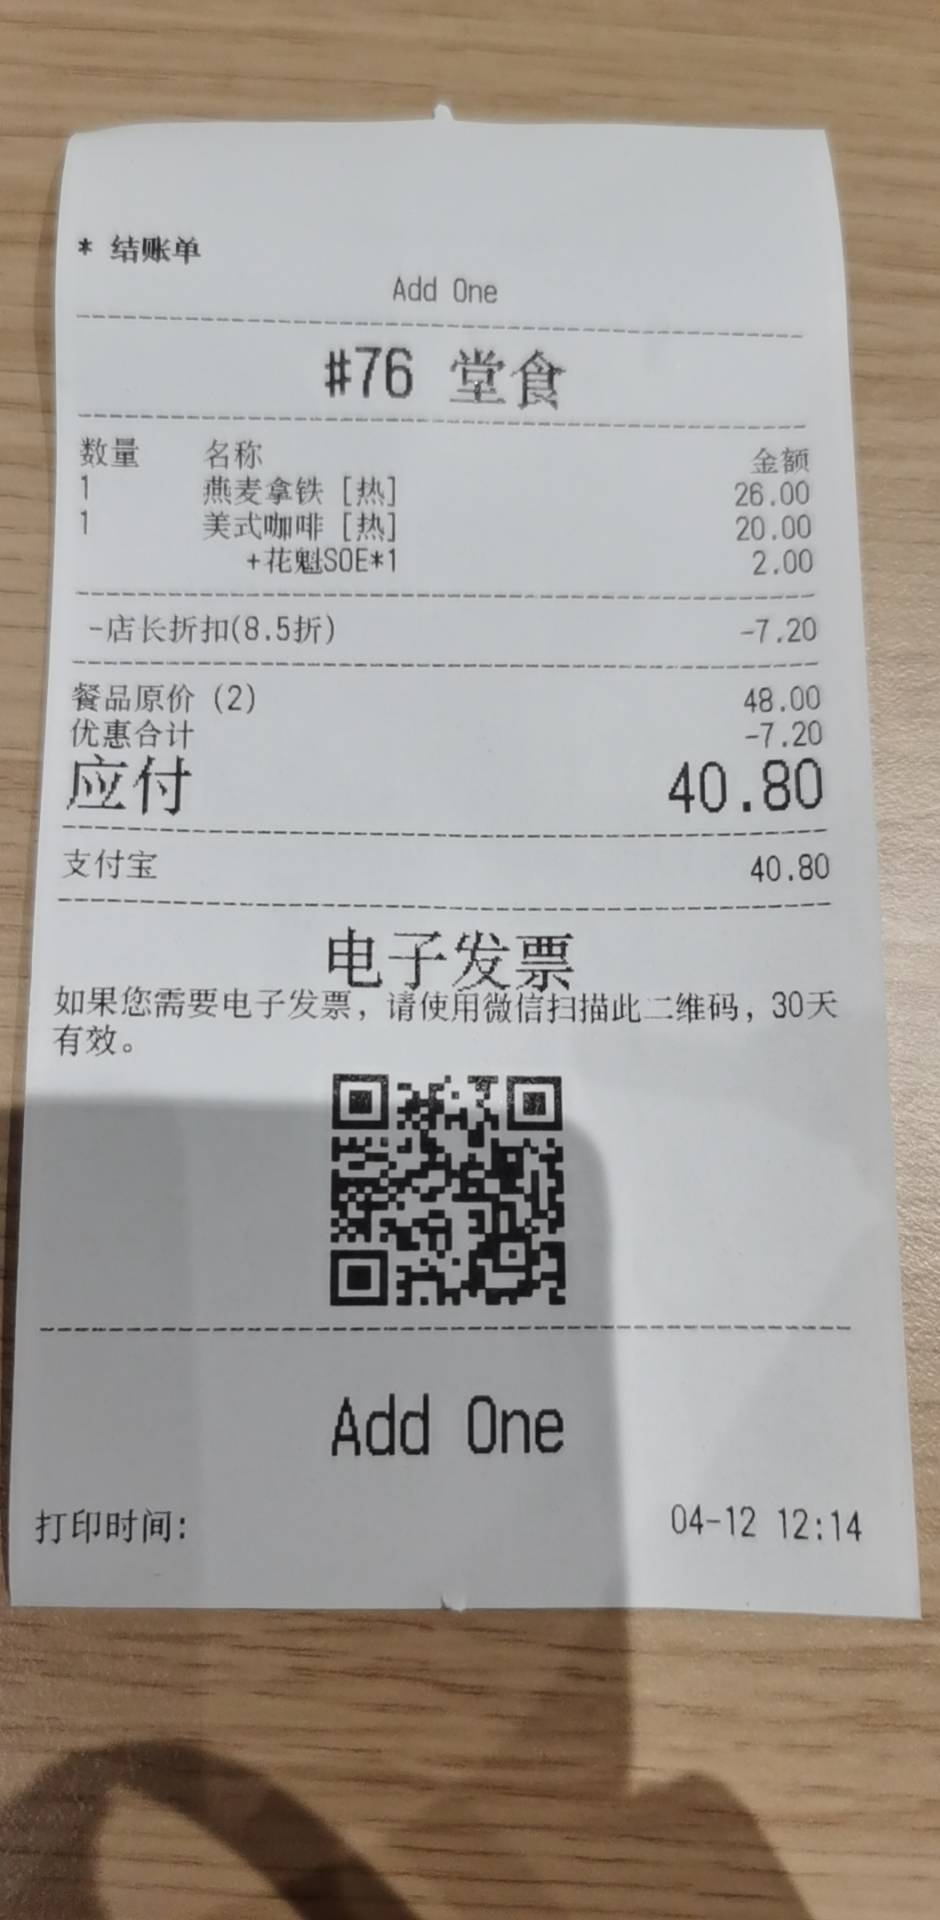 * 结账单
Add One
#76 堂食
数量 名称 金额
1 燕麦拿铁 [热] 26.00
1 美式咖啡 [热] 20.00
+花魁SOE*1 2.00
-店长折扣(8.5折) -7.20
餐品原价 (2) 48.00
优惠合计 -7.20
应付 40.80
支付宝 40.80
电子发票
如果您需要电子发票，请使用微信扫描此二维码，30天
有效。
Add One
打印时间: 04-12 12:14